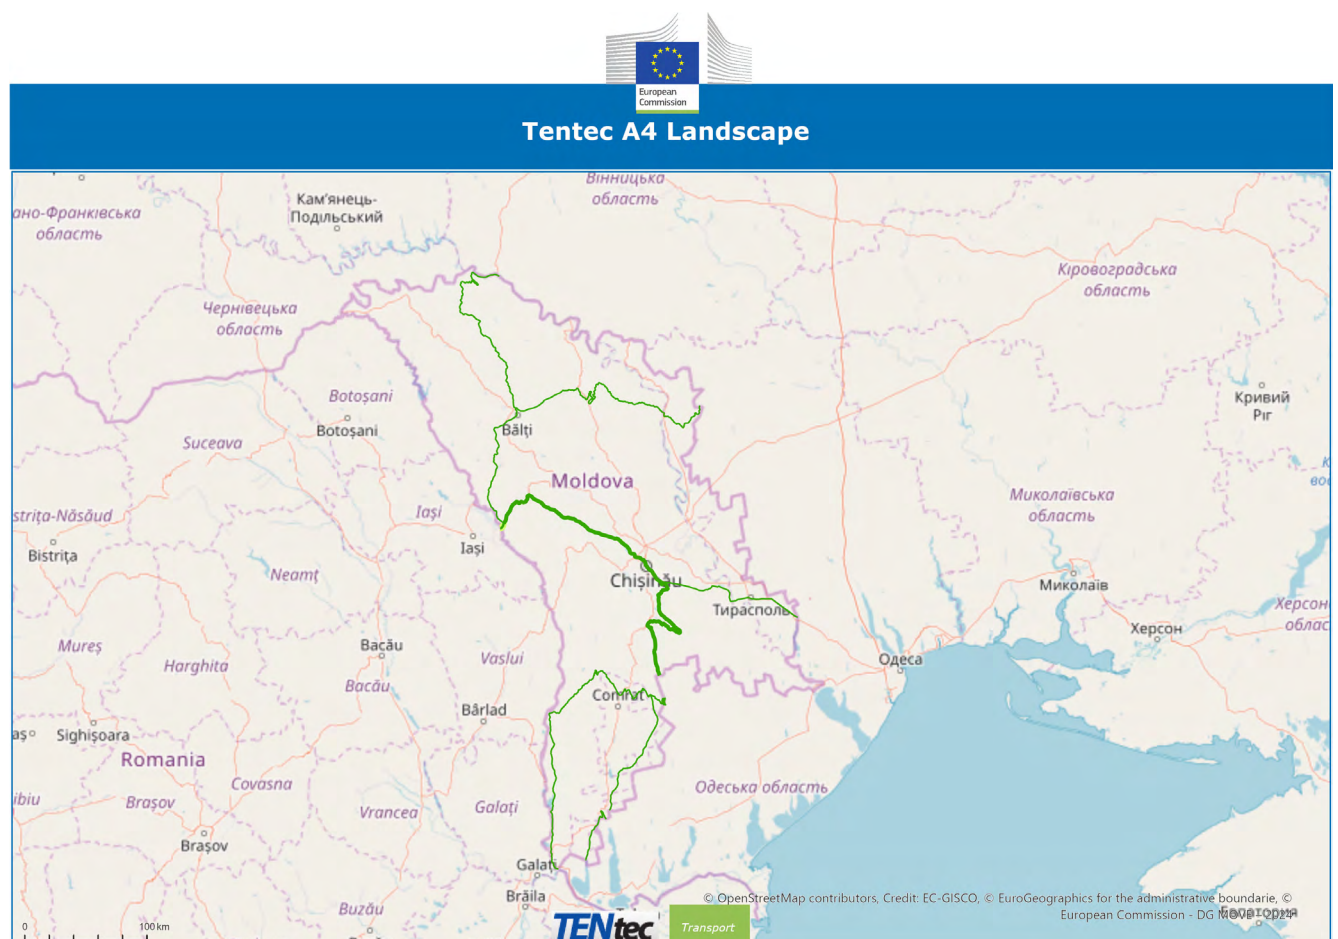 European
Commission
Tentec A4 Landscape
Вінницька
область
Кам'янець-
Подільський
ано-Франківська
область
Кіровоградська
область
Чернівецька
область
Botoșani
Botoșani
Кривий
Ріг
Bălți
Suceava
Moldova
Миколаївська
область
strița-Năsăud
Iași
Iași
Bistrița
Neamț
Chișinău
Миколаїв
Тирасполь
Херсон
Херсон
облас
Mureș
Bacău
Harghita
Vaslui
Одеса
Bacău
Comrat
Bârlad
Sighișoara
Romania
Covasna
Одеська область
ibiu
Brașov
Galați
Vrancea
Brașov
Galați
Brăila
© OpenStreetMap contributors, Credit: EC-GISCO, © EuroGeographics for the administrative boundarie, ©
European Commission - DG MOVE - 2024
Buzău
0
100 km
TENtec
Transport